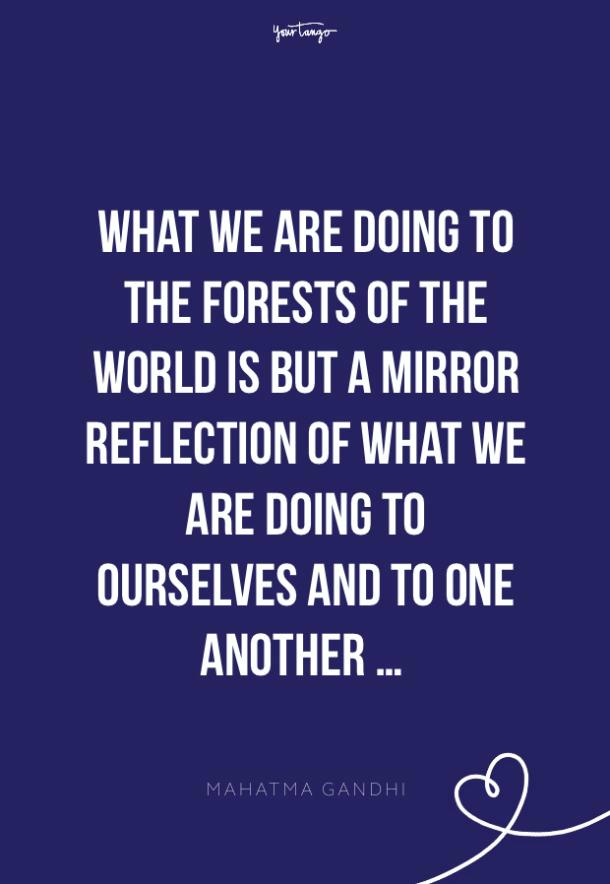 yourtango
WHAT WE ARE DOING TO
THE FORESTS OF THE
WORLD IS BUT A MIRROR
REFLECTION OF WHAT WE
ARE DOING TO
OURSELVES AND TO ONE
ANOTHER ...
MAHATMA GANDHI